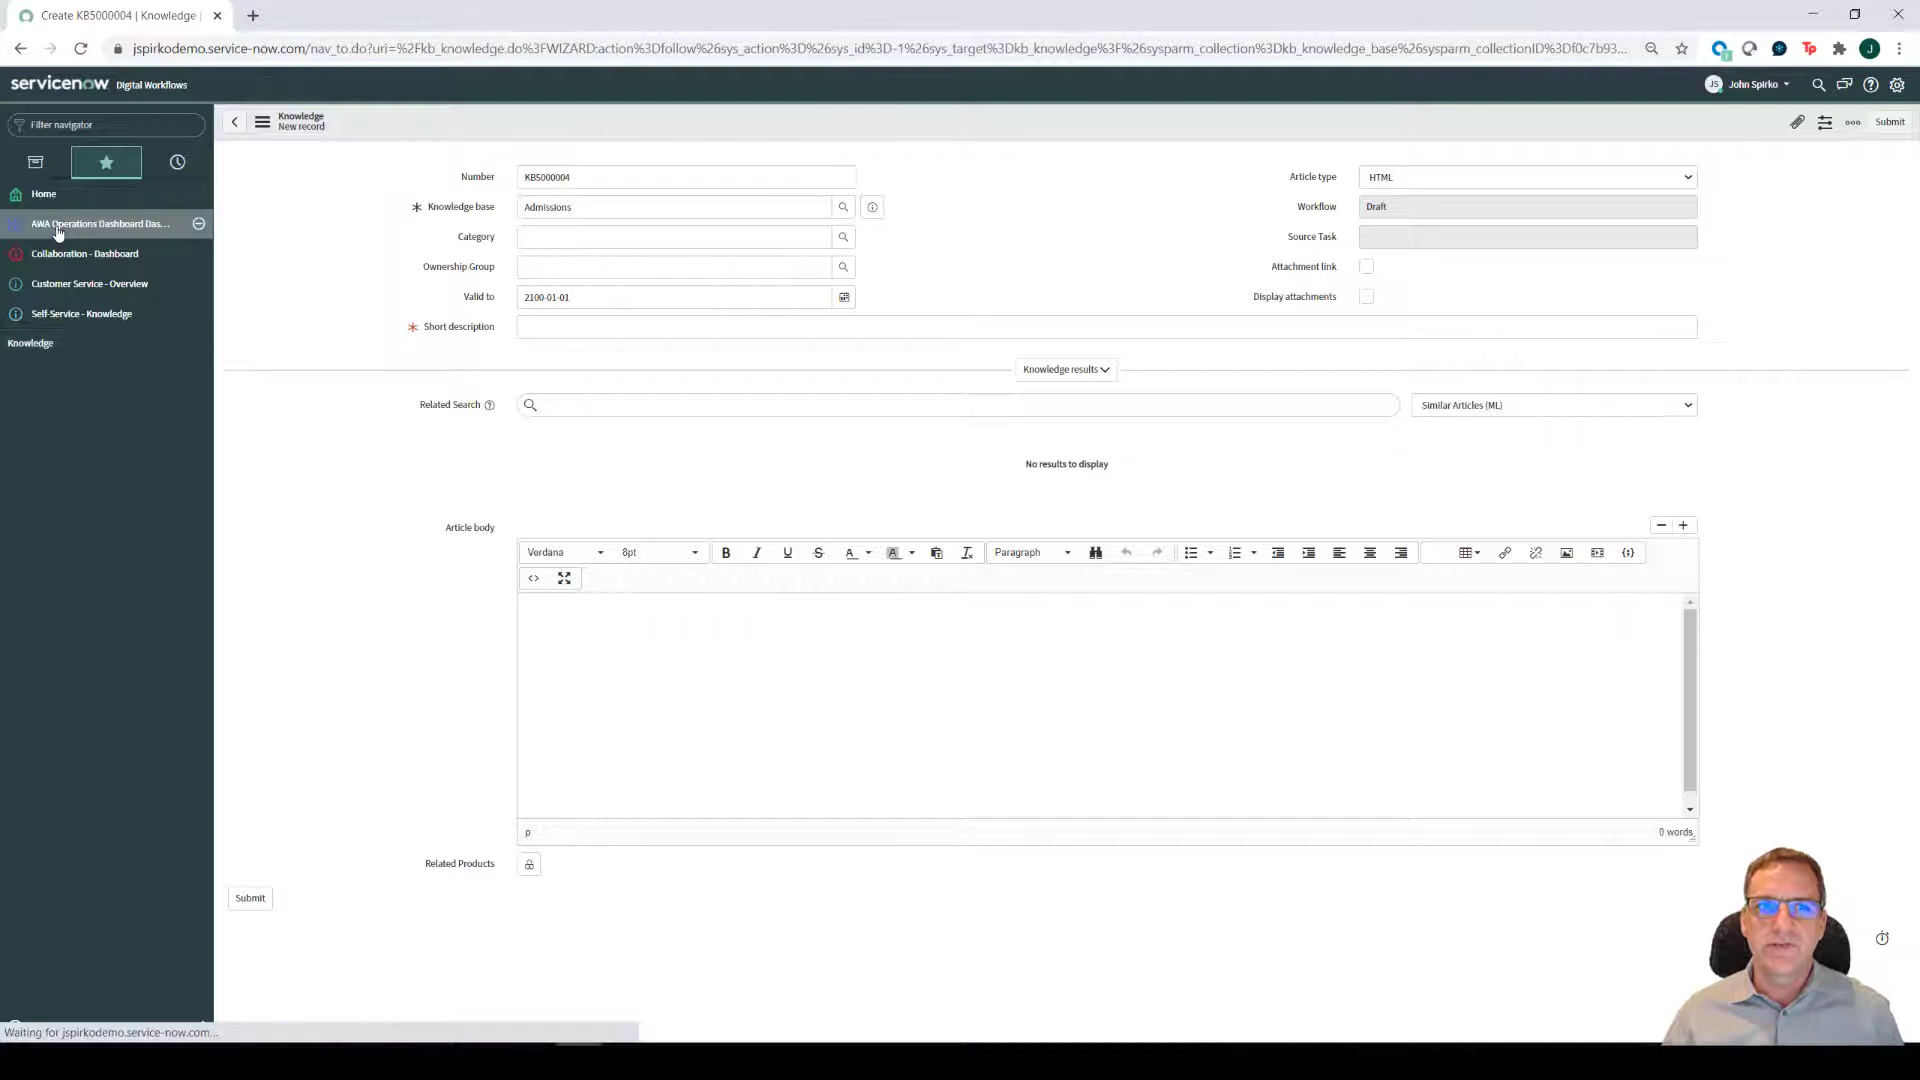 Create KB5000004 | Knowledge |
jspirkodemo.service-now.com/nav_to.do?uri=%2Fkb_knowledge.do%3FWIZARD:action%3Dfollow%26sys_action%3D%26sys_id%3D-1%26sys_target%3Dkb_knowledge%3F%26sysparm_collection%3Dkb_knowledge_base%26sysparm_collectionID%3Df0c7b93...
Tp
J
servicenow Digital Workflows
JS John Spirko
Filter navigator
Knowledge
New record
Submit
Home
AWA Operations Dashboard Das...
Collaboration - Dashboard
Customer Service - Overview
Self-Service - Knowledge
Knowledge
Number KB5000004
Article type HTML
Knowledge base Admissions
Workflow Draft
Category
Source Task
Ownership Group
Attachment link
Valid to 2100-01-01
Display attachments
Short description
Knowledge results
Related Search
Similar Articles (ML)
No results to display
Article body
Verdana 8pt B I U S A A Paragraph
p
0 words
Related Products
Submit
Waiting for jspirkodemo.service-now.com...